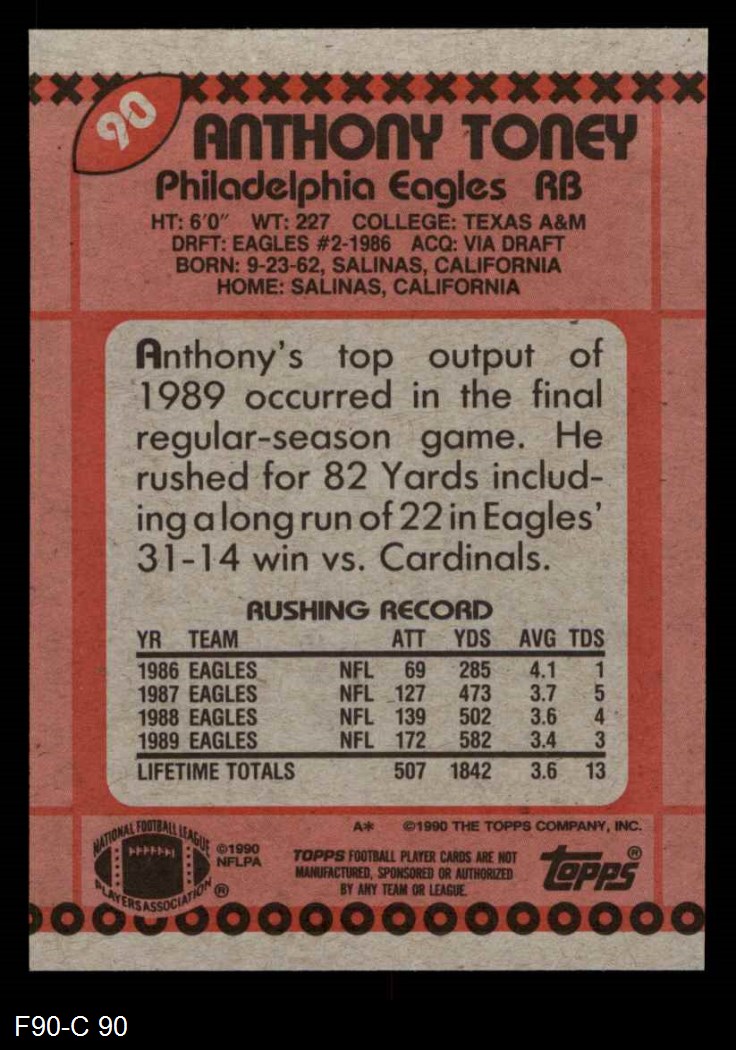 90
ANTHONY TONEY
Philadelphia Eagles RB
HT: 6'0" WT: 227 COLLEGE: TEXAS A&M
DRFT: EAGLES #2-1986 ACQ: VIA DRAFT
BORN: 9-23-62, SALINAS, CALIFORNIA
HOME: SALINAS, CALIFORNIA
Anthony's top output of
1989 occurred in the final
regular-season game. He
rushed for 82 Yards includ-
ing a long run of 22 in Eagles'
31-14 win vs. Cardinals.
RUSHING RECORD
YR TEAM ATT YDS AVG TDS
1986 EAGLES NFL 69 285 4.1 1
1987 EAGLES NFL 127 473 3.7 5
1988 EAGLES NFL 139 502 3.6 4
1989 EAGLES NFL 172 582 3.4 3
LIFETIME TOTALS 507 1842 3.6 13
A* ©1990 THE TOPPS COMPANY, INC.
NATIONAL FOOTBALL LEAGUE
PLAYERS ASSOCIATION ®
©1990
NFLPA
TOPPS FOOTBALL PLAYER CARDS ARE NOT
MANUFACTURED, SPONSORED OR AUTHORIZED
BY ANY TEAM OR LEAGUE.
topps®
F90-C 90